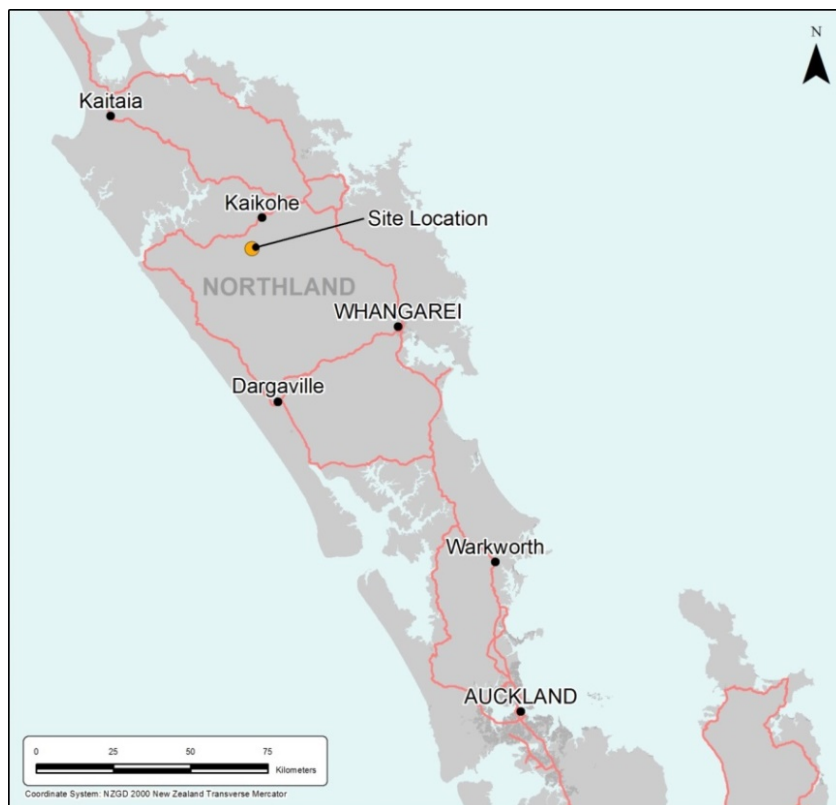 N
Kaitaia
Kaikohe
Site Location
NORTHLAND
WHANGAREI
Dargaville
Warkworth
AUCKLAND
0 25 50 75
Kilometers
Coordinate System: NZGD 2000 New Zealand Transverse Mercator